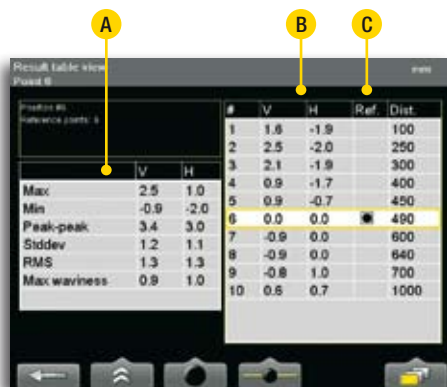 A
B
C
Result table view
mm
Point 6
Position #6
Reference points: 6
V H
Max 2.5 1.0
Min -0.9 -2.0
Peak-peak 3.4 3.0
Stddev 1.2 1.1
RMS 1.3 1.3
Max waviness 0.9 1.0
# V H Ref. Dist.
1 1.6 -1.9 100
2 2.5 -2.0 250
3 2.1 -1.9 300
4 0.9 -1.7 400
5 0.9 -0.7 450
6 0.0 0.0 490
7 -0.9 0.0 600
8 -0.9 0.0 640
9 -0.8 1.0 700
10 0.6 0.7 1000